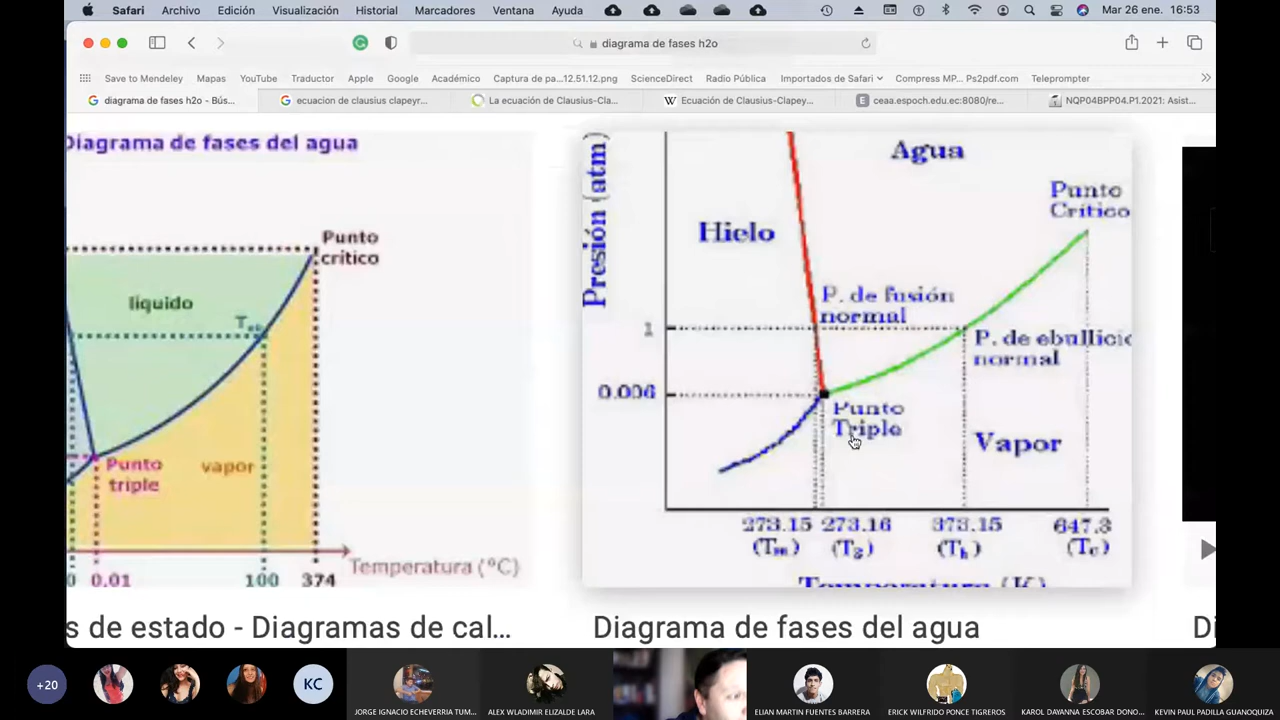 Safari Archivo Edición Visualización Historial Marcadores Ventana Ayuda Mar 26 ene. 16:53
diagrama de fases h2o
Save to Mendeley Mapas YouTube Traductor Apple Google Académico Captura de pa...12.51.12.png ScienceDirect Radio Pública Importados de Safari Compress MP... Ps2pdf.com Teleprompter
diagrama de fases h2o - Bús... ecuacion de clausius clapeyr... La ecuación de Clausius-Cla... Ecuación de Clausius-Clapey... ceaa.espoch.edu.ec:8080/re... NQP04BPP04.P1.2021: Asist...
Diagrama de fases del agua
Punto
crítico
liquido
Teb
Punto
triple
vapor
0 0.01 100 374
Temperatura (ºC)
s de estado - Diagramas de cal...
Presión (atm)
Agua
Punto
Crítico
Hielo
P. de fusión
normal
1
P. de ebullic
normal
0.006
Punto
Triple
Vapor
273.15 273.16 373.15 647.3
(Tm) (T3) (Tb) (Tc)
Temperatura (K)
Diagrama de fases del agua
Di
+20
KC
JORGE IGNACIO ECHEVERRIA TUM...
ALEX WLADIMIR ELIZALDE LARA
ELIAN MARTIN FUENTES BARRERA
ERICK WILFRIDO PONCE TIGREROS
KAROL DAYANNA ESCOBAR DONO...
KEVIN PAUL PADILLA GUANOQUIZA